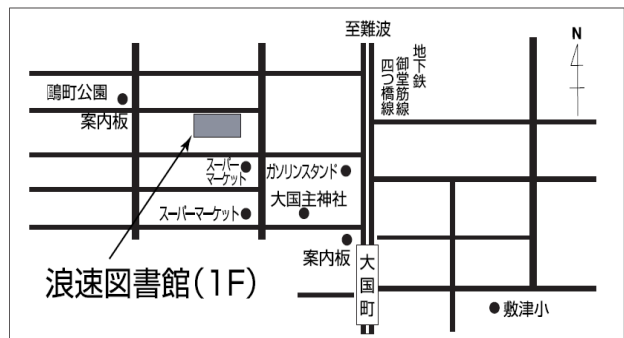 至難波
N
地下鉄
御堂筋線
四つ橋線
鴎町公園
案内板
スーパー
マーケット
ガソリンスタンド
大国主神社
スーパーマーケット
案内板
浪速図書館(1F)
大国町
敷津小